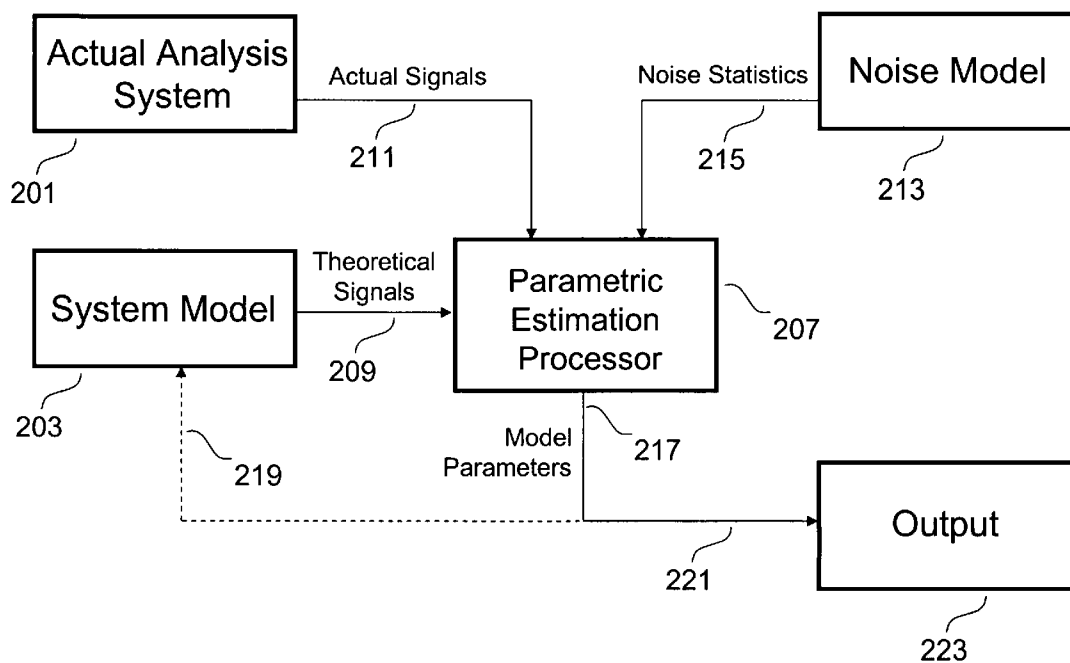 Actual Analysis
System
Actual Signals
Noise Statistics
Noise Model
211
215
201
213
System Model
Theoretical
Signals
Parametric
Estimation
Processor
207
209
203
219
Model
Parameters
217
Output
221
223